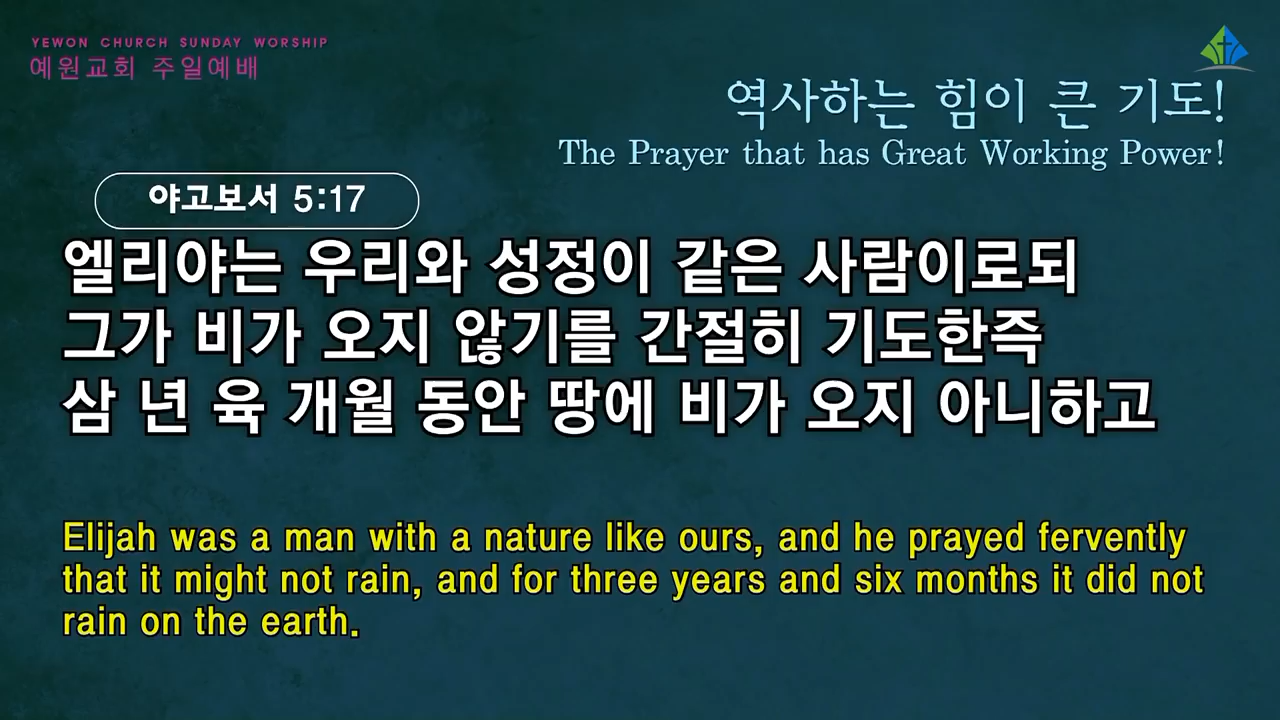 YEWON CHURCH SUNDAY WORSHIP
예원교회 주일예배
역사하는 힘이 큰 기도!
The Prayer that has Great Working Power!
야고보서 5:17
엘리야는 우리와 성정이 같은 사람이로되
그가 비가 오지 않기를 간절히 기도한즉
삼 년 육 개월 동안 땅에 비가 오지 아니하고
Elijah was a man with a nature like ours, and he prayed fervently
that it might not rain, and for three years and six months it did not
rain on the earth.